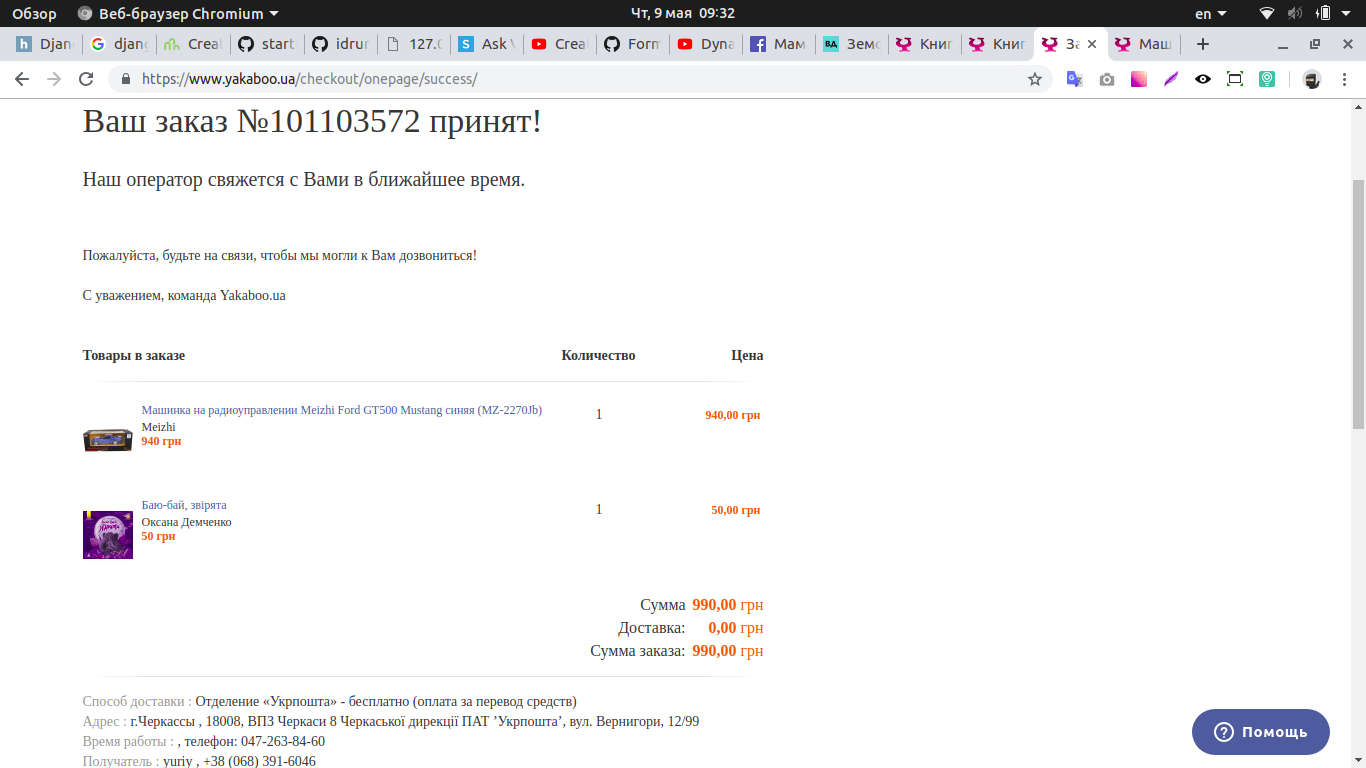 Обзор Веб-браузер Chromium Чт, 9 мая 09:32 en
Djan djang Creat start idrun 127.0 Ask Crea Form Dyna Мам Земс Книг Книг За Маш
https://www.yakaboo.ua/checkout/onepage/success/
Ваш заказ №101103572 принят!
Наш оператор свяжется с Вами в ближайшее время.
Пожалуйста, будьте на связи, чтобы мы могли к Вам дозвониться!
С уважением, команда Yakaboo.ua
Товары в заказе Количество Цена
Машинка на радиоуправлении Meizhi Ford GT500 Mustang синяя (MZ-2270Jb) 1 940,00 грн
Meizhi
940 грн
Баю-бай, звірята 1 50,00 грн
Оксана Демченко
50 грн
Сумма 990,00 грн
Доставка: 0,00 грн
Сумма заказа: 990,00 грн
Способ доставки : Отделение «Укрпошта» - бесплатно (оплата за перевод средств)
Адрес : г.Черкассы , 18008, ВПЗ Черкаси 8 Черкаської дирекції ПАТ ’Укрпошта’, вул. Вернигори, 12/99
Время работы : , телефон: 047-263-84-60
Получатель : yuriy , +38 (068) 391-6046
Помощь